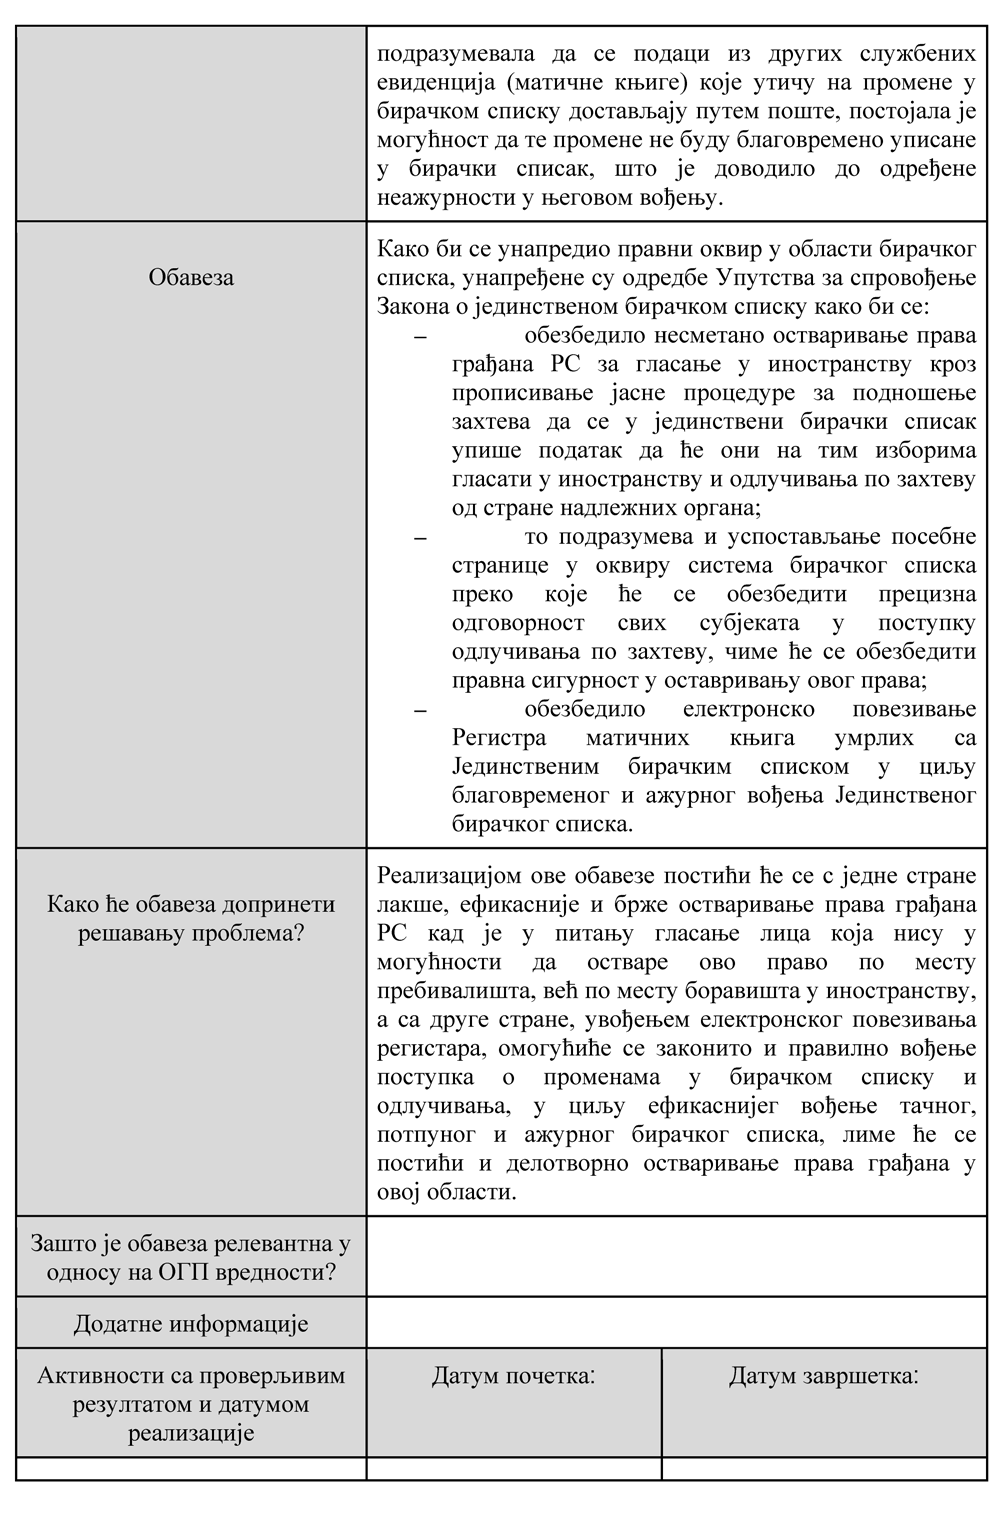 подразумевала да се подаци из других службених
евиденција (матичне књиге) које утичу на промене у
бирачком списку достављају путем поште, постојала је
могућност да те промене не буду благовремено уписане
у бирачки списак, што је доводило до одређене
неажурности у његовом вођењу.
Обавеза
Како би се унапредио правни оквир у области бирачког
списка, унапређене су одредбе Упутства за спровођење
Закона о јединственом бирачком списку како би се:
– обезбедило несметано остваривање права
грађана РС за гласање у иностранству кроз
прописивање јасне процедуре за подношење
захтева да се у јединствени бирачки списак
упише податак да ће они на тим изборима
гласати у иностранству и одлучивања по захтеву
од стране надлежних органа;
– то подразумева и успостављање посебне
странице у оквиру система бирачког списка
преко које ће се обезбедити прецизна
одговорност свих субјеката у поступку
одлучивања по захтеву, чиме ће се обезбедити
правна сигурност у оставривању овог права;
– обезбедило електронско повезивање
Регистра матичних књига умрлих са
Јединственим бирачким списком у циљу
благовременог и ажурног вођења Јединственог
бирачког списка.
Како ће обавеза допринети
решавању проблема?
Реализацијом ове обавезе постићи ће се с једне стране
лакше, ефикасније и брже остваривање права грађана
РС кад је у питању гласање лица која нису у
могућности да остваре ово право по месту
пребивалишта, већ по месту боравишта у иностранству,
а са друге стране, увођењем електронског повезивања
регистара, омогућиће се законито и правилно вођење
поступка о променама у бирачком списку и
одлучивања, у циљу ефикаснијег вођење тачног,
потпуног и ажурног бирачког списка, лиме ће се
постићи и делотворно остваривање права грађана у
овој области.
Зашто је обавеза релевантна у
односу на ОГП вредности?
Додатне информације
Активности са проверљивим
резултатом и датумом
реализације
Датум почетка:
Датум завршетка: